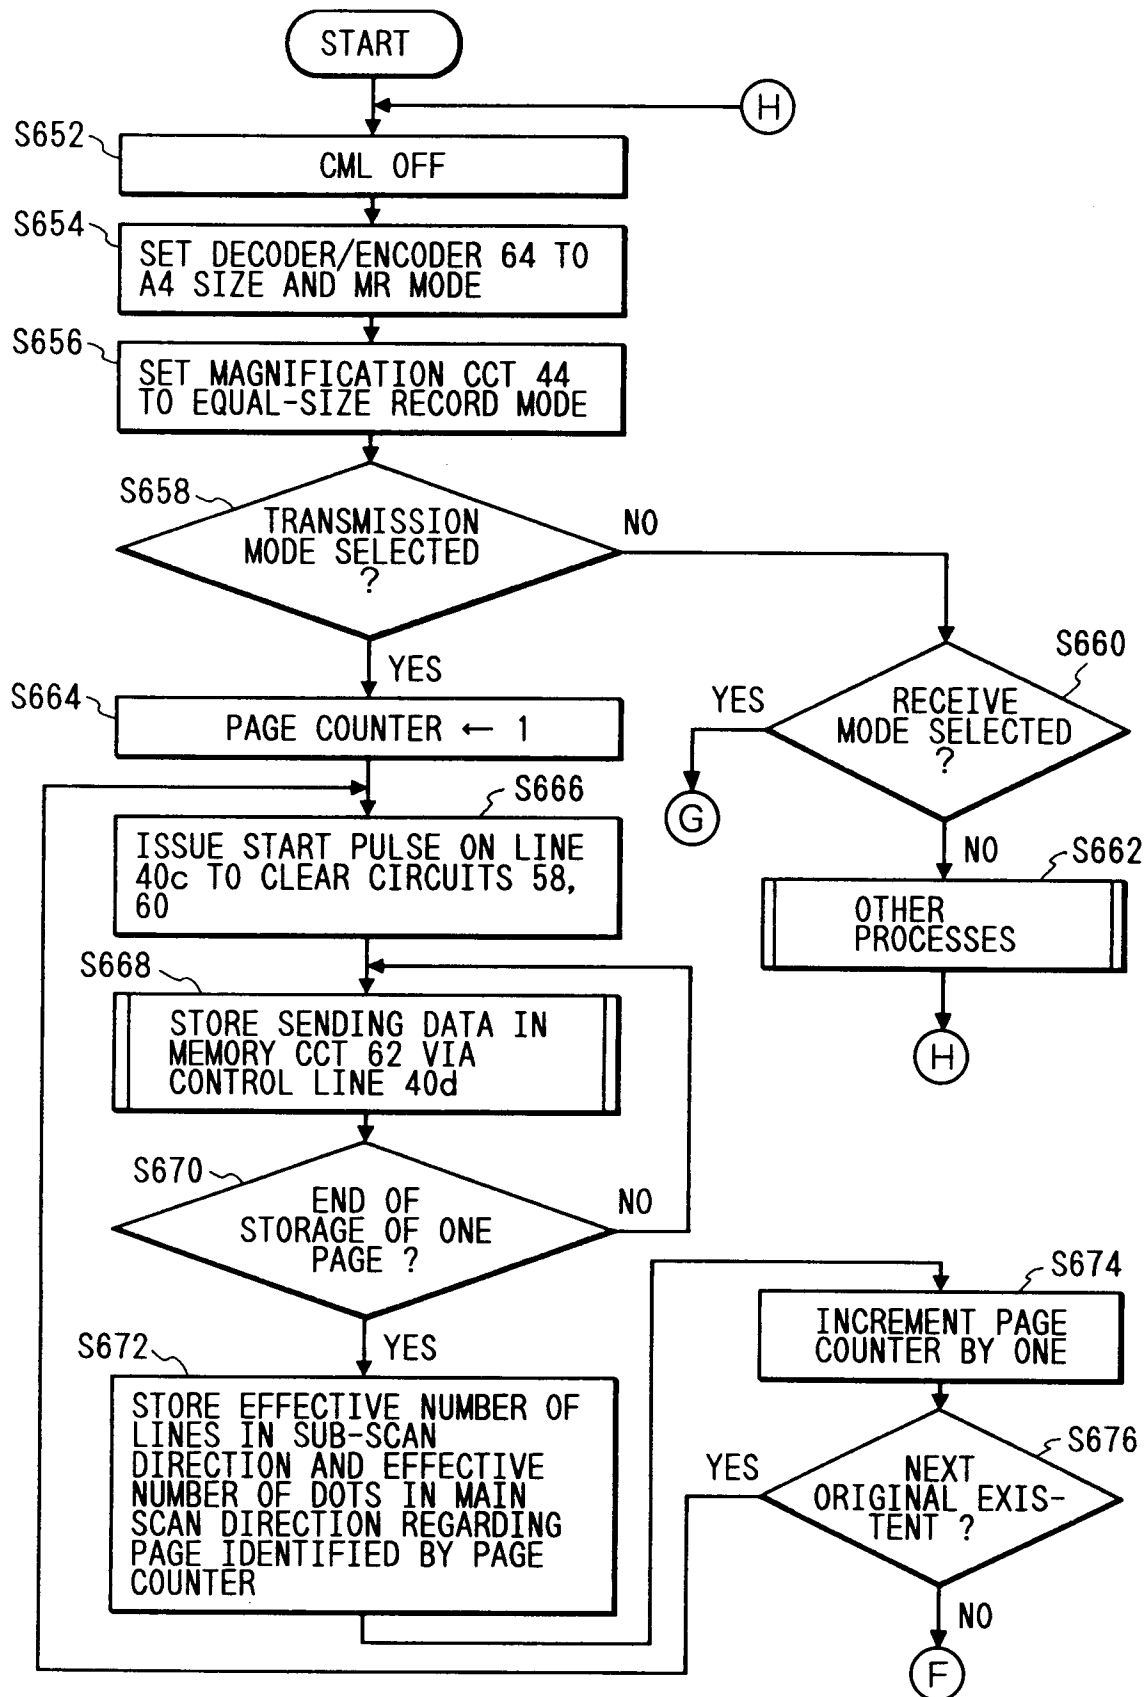 START
H
S652
CML OFF
S654
SET DECODER/ENCODER 64 TO
A4 SIZE AND MR MODE
S656
SET MAGNIFICATION CCT 44
TO EQUAL-SIZE RECORD MODE
S658
TRANSMISSION
MODE SELECTED
?
NO
YES
S660
RECEIVE
MODE SELECTED
?
YES
G
NO
S662
OTHER
PROCESSES
H
S664
PAGE COUNTER ← 1
S666
ISSUE START PULSE ON LINE
40c TO CLEAR CIRCUITS 58,
60
S668
STORE SENDING DATA IN
MEMORY CCT 62 VIA
CONTROL LINE 40d
S670
END OF
STORAGE OF ONE
PAGE ?
NO
YES
S672
STORE EFFECTIVE NUMBER OF
LINES IN SUB-SCAN
DIRECTION AND EFFECTIVE
NUMBER OF DOTS IN MAIN
SCAN DIRECTION REGARDING
PAGE IDENTIFIED BY PAGE
COUNTER
S674
INCREMENT PAGE
COUNTER BY ONE
S676
NEXT
ORIGINAL EXIS-
TENT ?
YES
NO
F